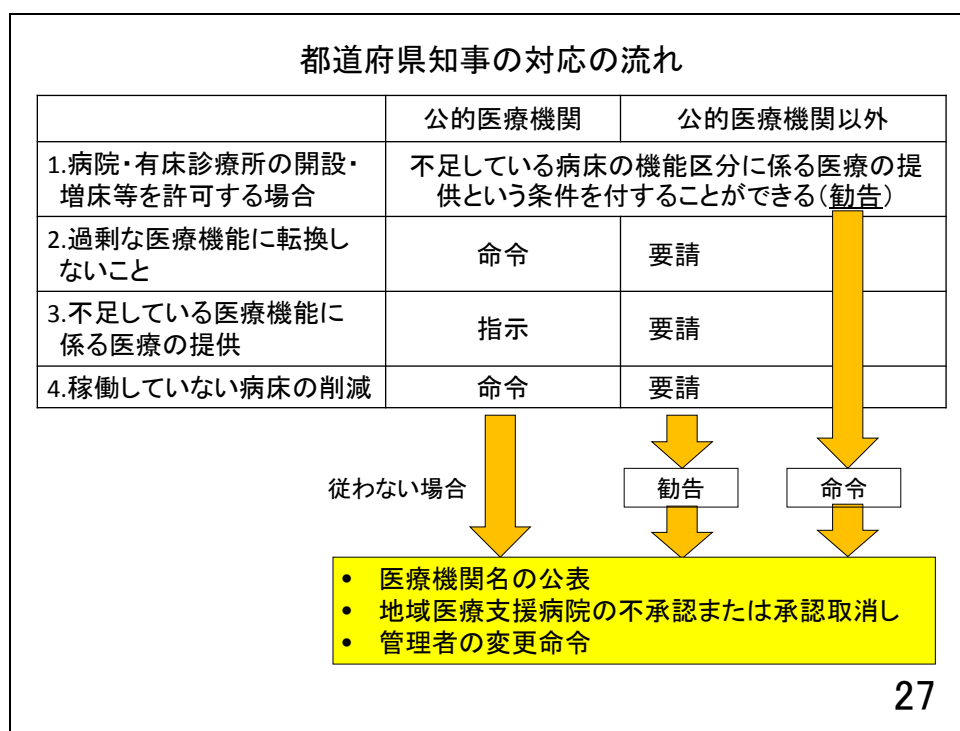 都道府県知事の対応の流れ
公的医療機関
公的医療機関以外
1.病院・有床診療所の開設・
増床等を許可する場合
不足している病床の機能区分に係る医療の提
供という条件を付することができる(勧告)
2.過剰な医療機能に転換し
ないこと
命令
要請
3.不足している医療機能に
係る医療の提供
指示
要請
4.稼働していない病床の削減
命令
要請
従わない場合
勧告
命令
• 医療機関名の公表
• 地域医療支援病院の不承認または承認取消し
• 管理者の変更命令
27